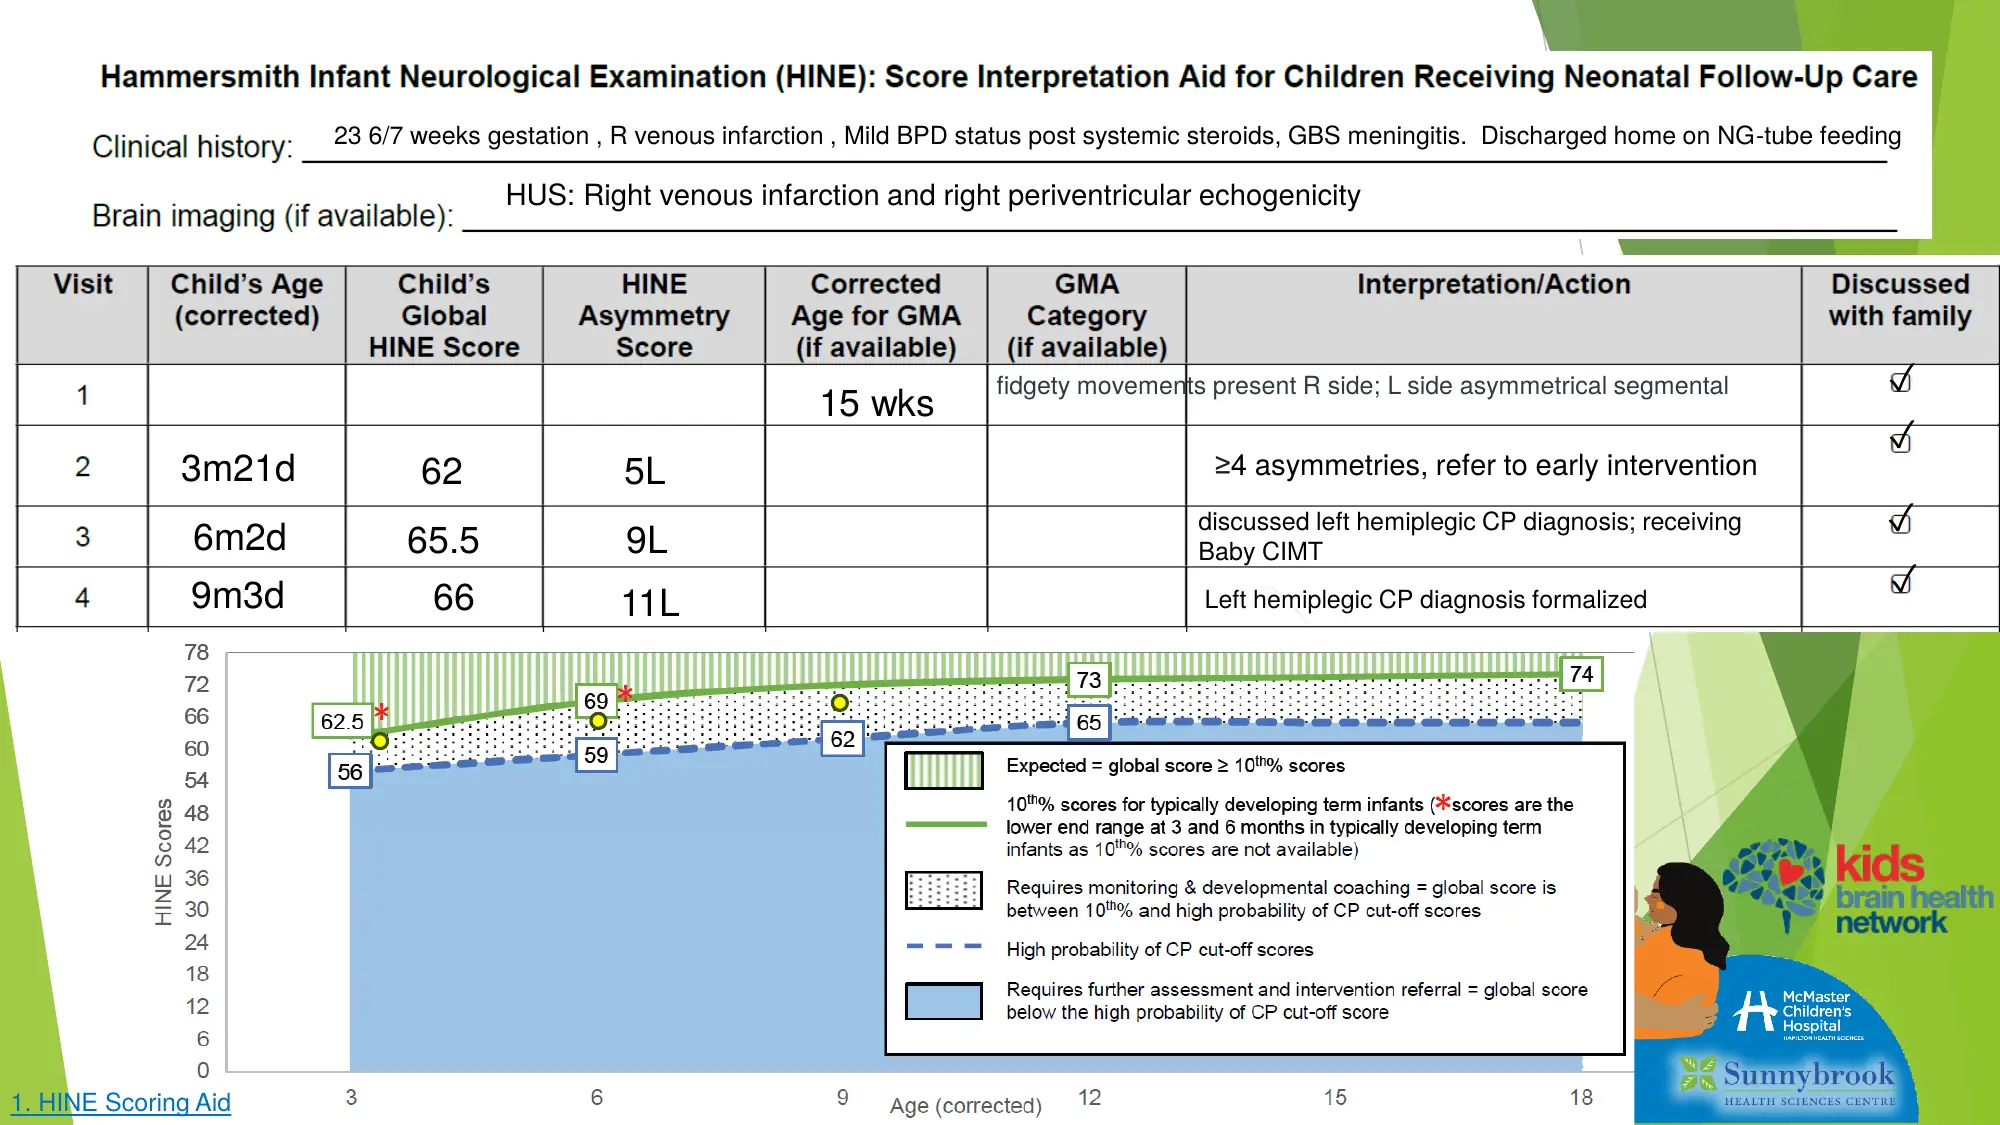 Hammersmith Infant Neurological Examination (HINE): Score Interpretation Aid for Children Receiving Neonatal Follow-Up Care
Clinical history: 23 6/7 weeks gestation , R venous infarction , Mild BPD status post systemic steroids, GBS meningitis.  Discharged home on NG-tube feeding
Brain imaging (if available): HUS: Right venous infarction and right periventricular echogenicity
Visit
Child's Age
(corrected)
Child's
Global
HINE Score
HINE
Asymmetry
Score
Corrected
Age for GMA
(if available)
GMA
Category
(if available)
Interpretation/Action
Discussed
with family
1
15 wks
fidgety movements present R side; L side asymmetrical segmental
2
3m21d
62
5L
≥4 asymmetries, refer to early intervention
3
6m2d
65.5
9L
discussed left hemiplegic CP diagnosis; receiving
Baby CIMT
4
9m3d
66
11L
Left hemiplegic CP diagnosis formalized
78
72
66
60
54
48
42
36
30
24
18
12
6
0
HINE Scores
62.5
*
69
*
73
74
56
59
62
65
Expected = global score ≥ 10th% scores
10th% scores for typically developing term infants (*scores are the
lower end range at 3 and 6 months in typically developing term
infants as 10th% scores are not available)
Requires monitoring & developmental coaching = global score is
between 10th% and high probability of CP cut-off scores
High probability of CP cut-off scores
Requires further assessment and intervention referral = global score
below the high probability of CP cut-off score
3
6
9
12
15
18
Age (corrected)
1. HINE Scoring Aid
kids
brain health
network
McMaster
Children's
Hospital
HAMILTON HEALTH SCIENCES
Sunnybrook
HEALTH SCIENCES CENTRE